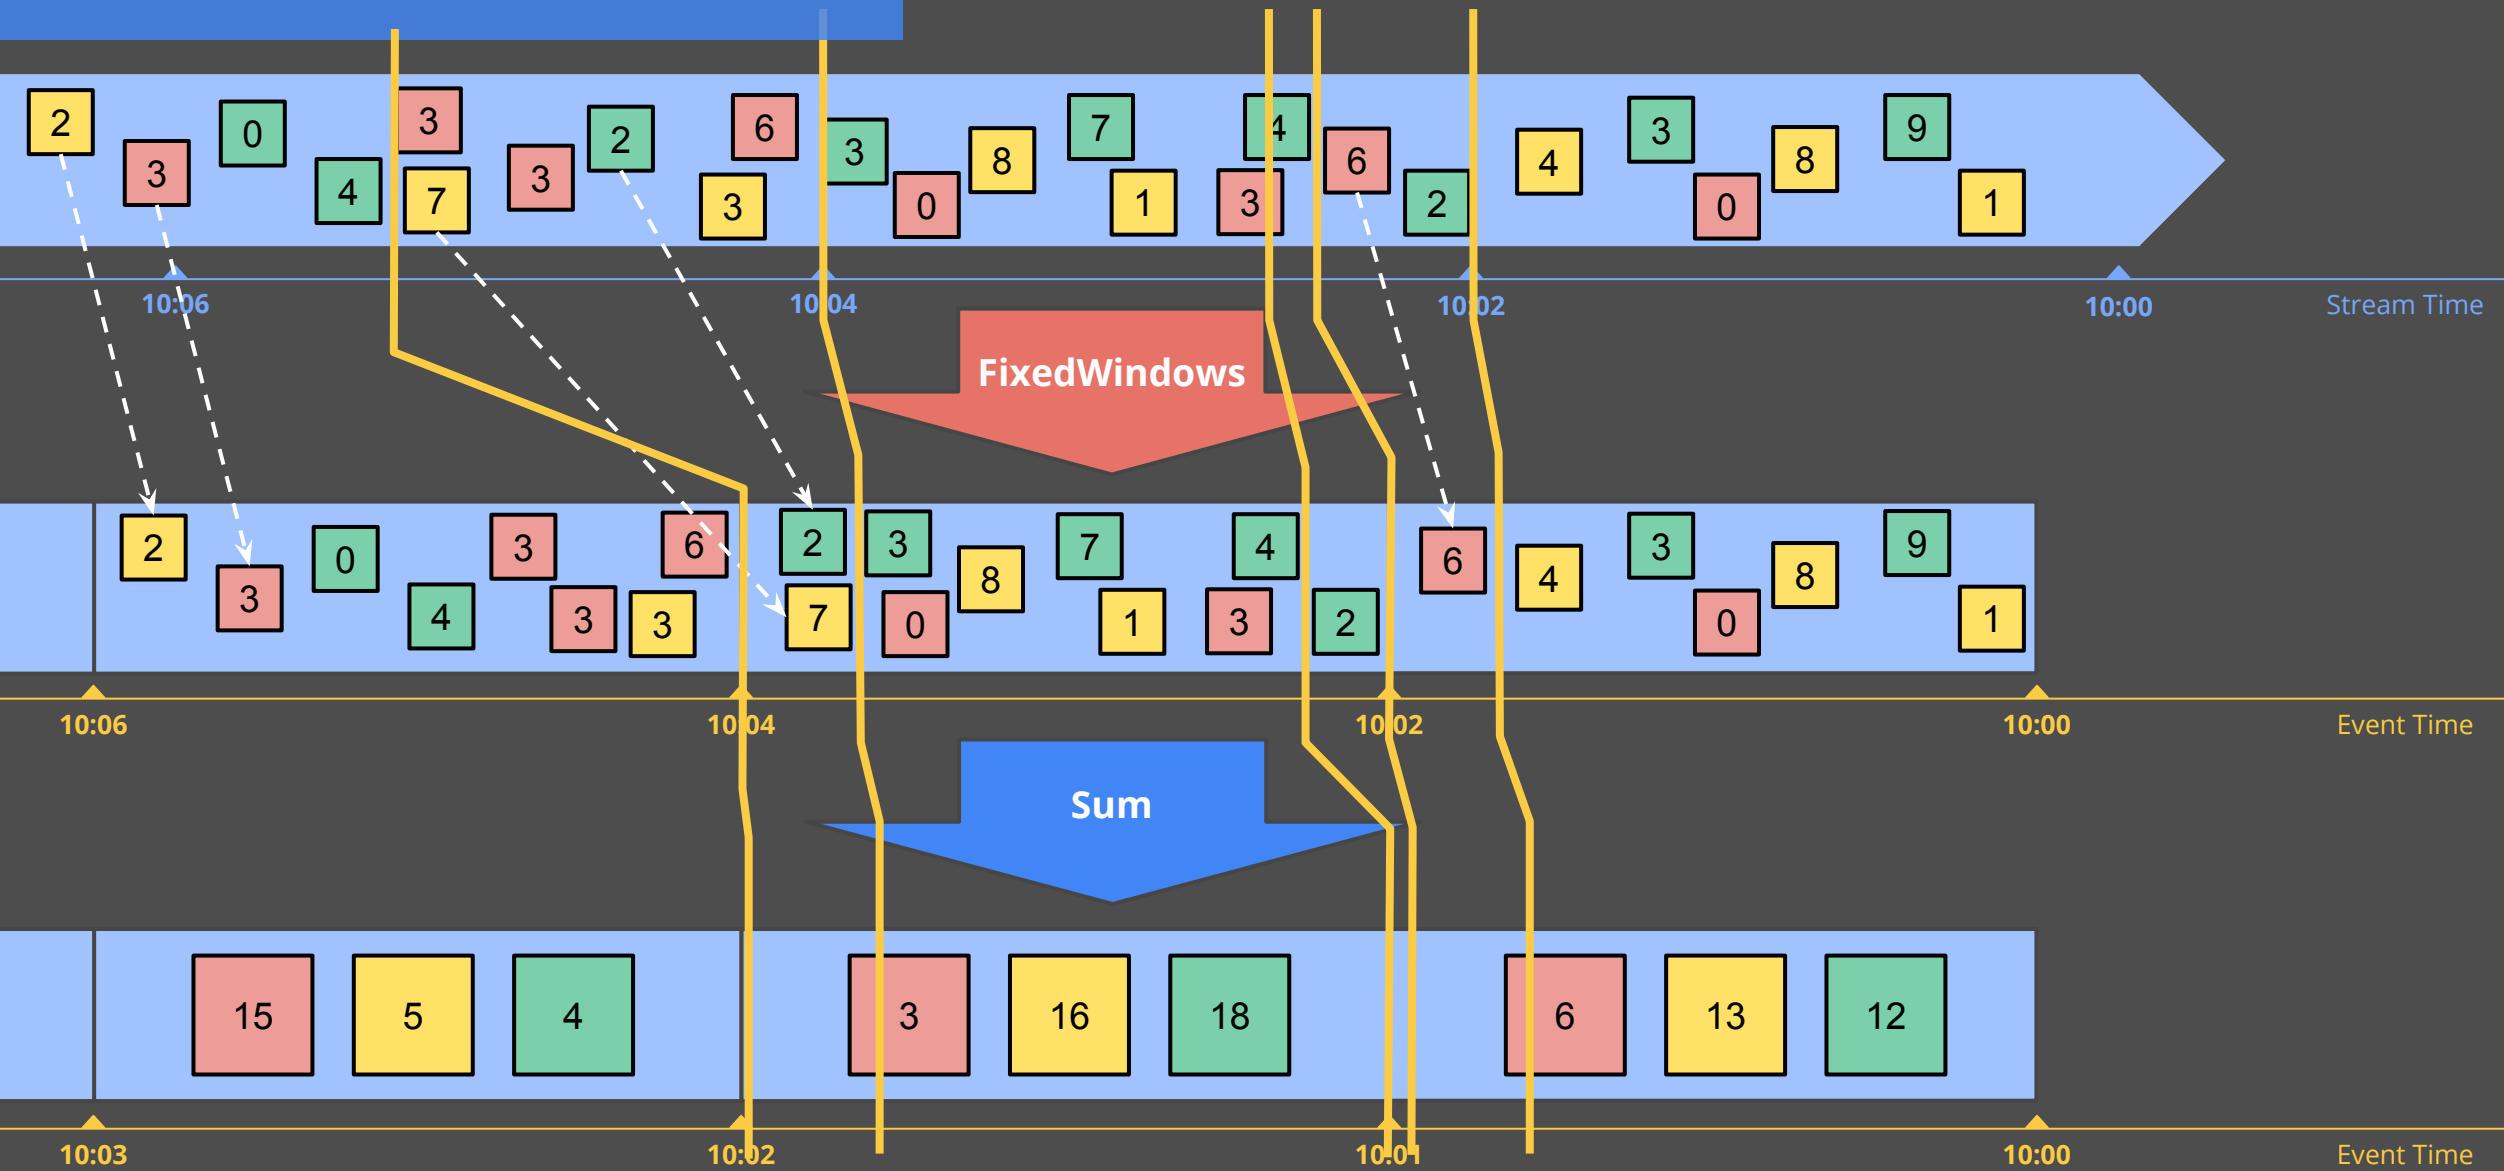 2 3 0 4 3 7 3 2 6 3 3 0 8 7 1 4 3 6 2 4 3 0 8 9 1
10:06 10:04 10:02 10:00 Stream Time
FixedWindows
2 3 0 4 3 3 3 6 2 7 3 0 8 7 1 4 3 2 6 4 3 0 8 9 1
10:06 10:04 10:02 10:00 Event Time
Sum
15 5 4 3 16 18 6 13 12
10:03 10:02 10:01 10:00 Event Time